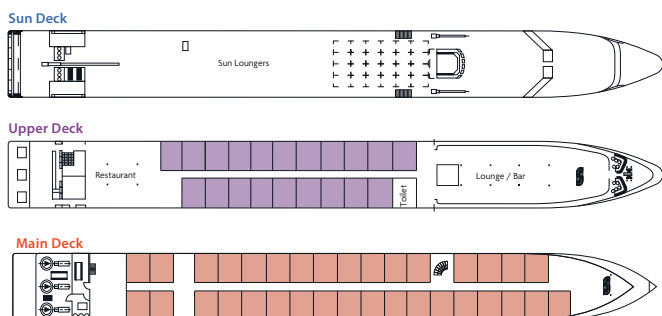 Sun Deck
Sun Loungers
Upper Deck
Restaurant
Toilet
Lounge / Bar
Main Deck